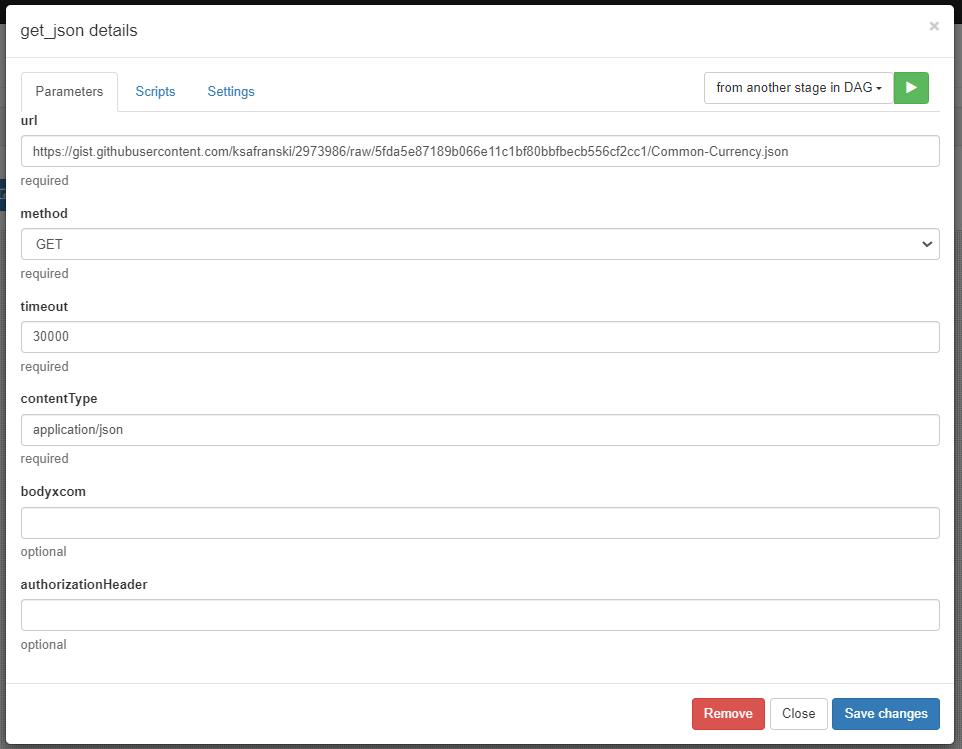 get_json details
×
Parameters
Scripts
Settings
from another stage in DAG
url
https://gist.githubusercontent.com/ksafranski/2973986/raw/5fda5e87189b066e11c1bf80bbfbecb556cf2cc1/Common-Currency.json
required
method
GET
required
timeout
30000
required
contentType
application/json
required
bodyxcom
optional
authorizationHeader
optional
Remove
Close
Save changes